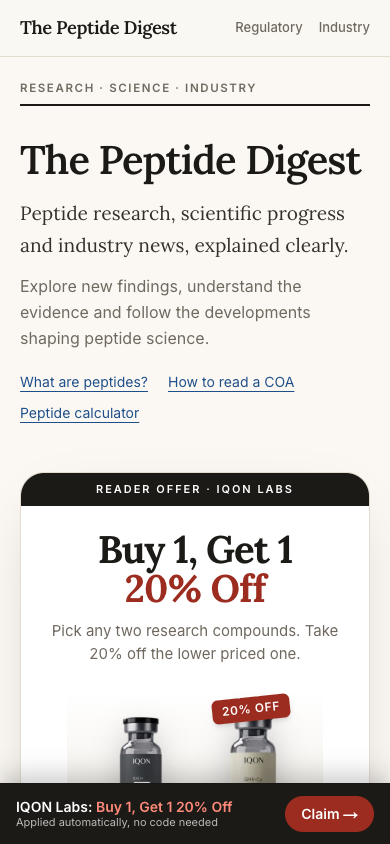 The Peptide Digest
Regulatory Industry
RESEARCH · SCIENCE · INDUSTRY
The Peptide Digest
Peptide research, scientific progress
and industry news, explained clearly.
Explore new findings, understand the
evidence and follow the developments
shaping peptide science.
What are peptides? How to read a COA
Peptide calculator
READER OFFER · IQON LABS
Buy 1, Get 1
20% Off
Pick any two research compounds. Take
20% off the lower priced one.
20% OFF
IQON IQON
IQON Labs: Buy 1, Get 1 20% Off
Applied automatically, no code needed
Claim →